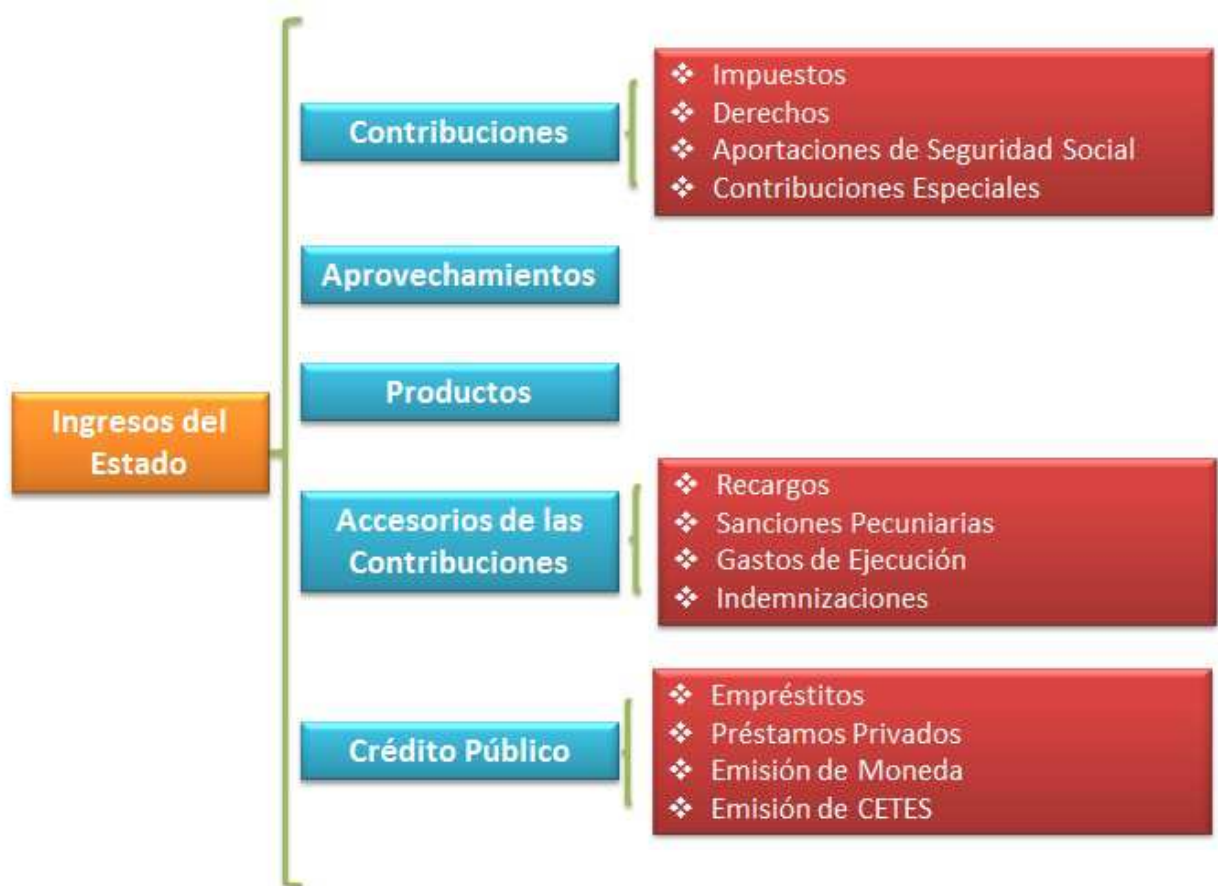 Ingresos del
Estado
Contribuciones
Impuestos
Derechos
Aportaciones de Seguridad Social
Contribuciones Especiales
Aprovechamientos
Productos
Accesorios de las
Contribuciones
Recargos
Sanciones Pecuniarias
Gastos de Ejecución
Indemnizaciones
Crédito Público
Empréstitos
Préstamos Privados
Emisión de Moneda
Emisión de CETES